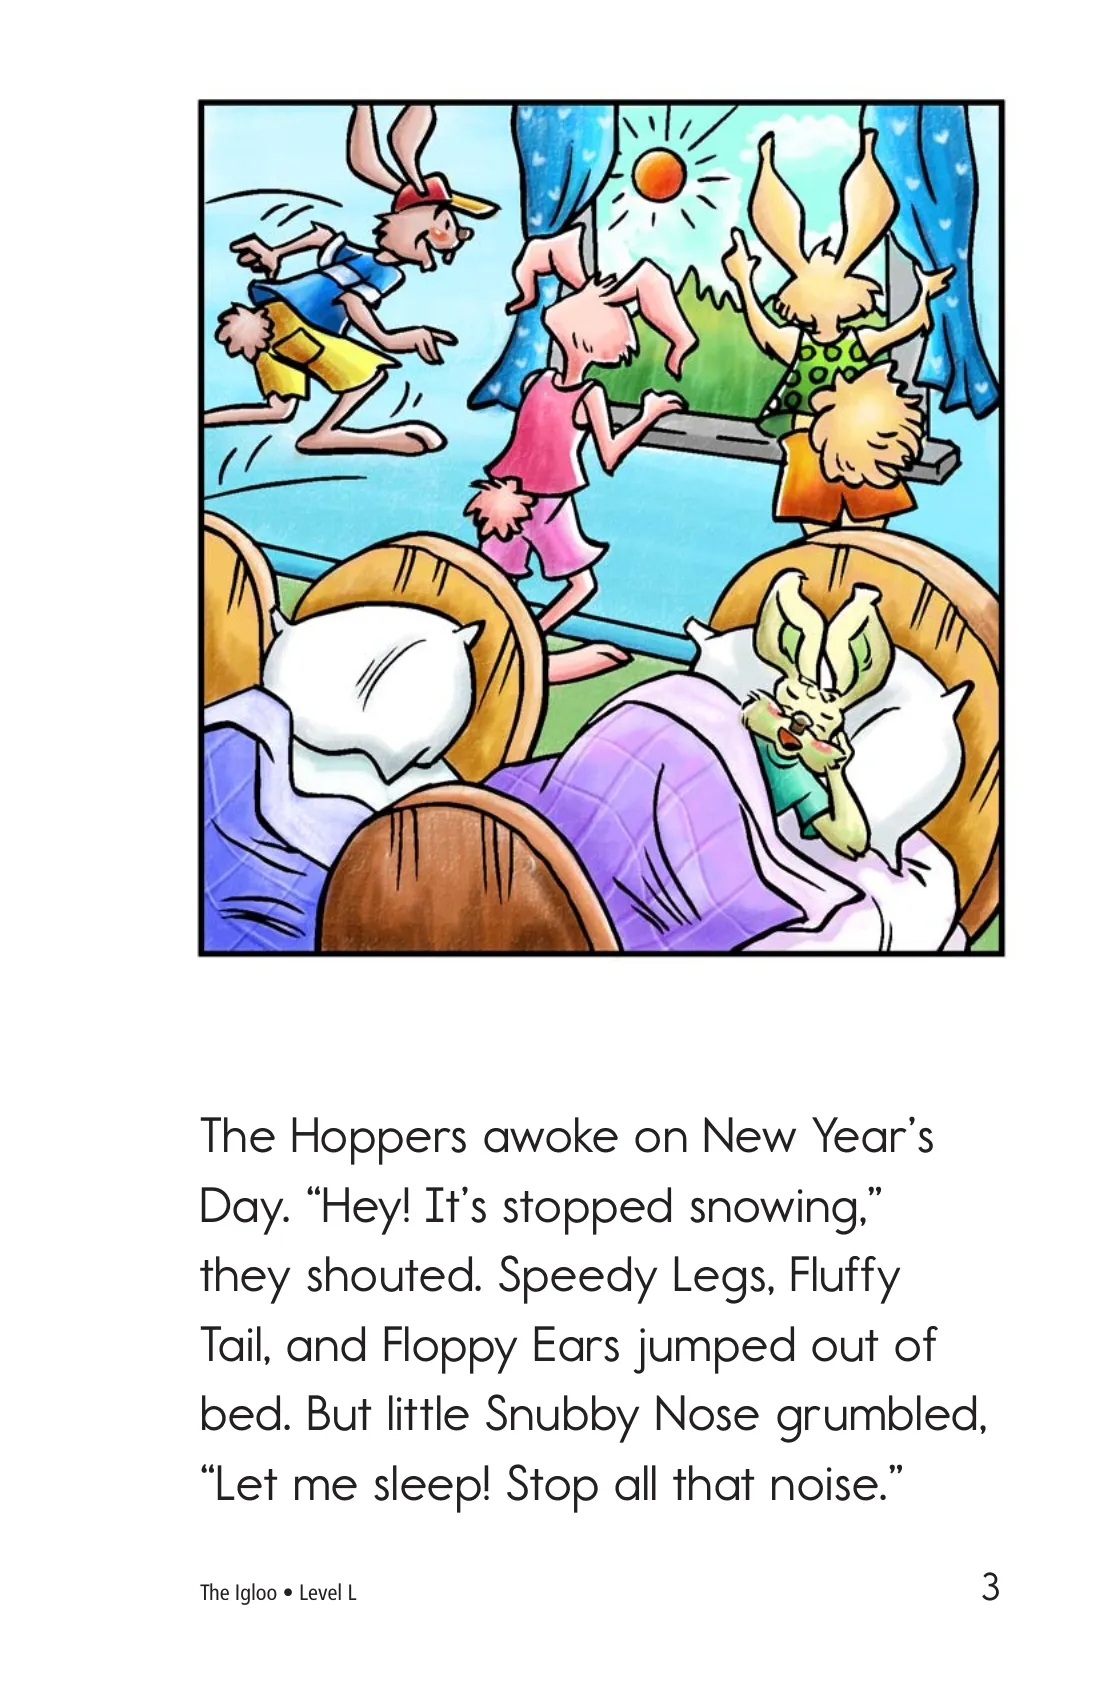 The Hoppers awoke on New Year’s
Day. “Hey! It’s stopped snowing,”
they shouted. Speedy Legs, Fluffy
Tail, and Floppy Ears jumped out of
bed. But little Snubby Nose grumbled,
“Let me sleep! Stop all that noise.”
The Igloo • Level L 3